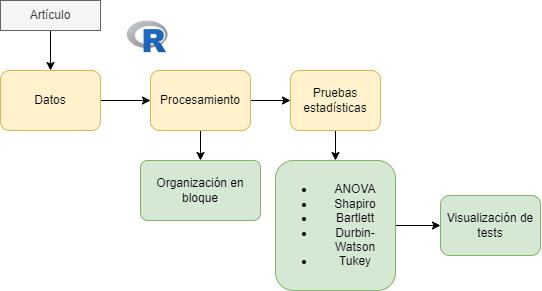 Artículo
R
Datos
Procesamiento
Pruebas
estadísticas
Organización en
bloque
• ANOVA
• Shapiro
• Bartlett
• Durbin-
Watson
• Tukey
Visualización de
tests